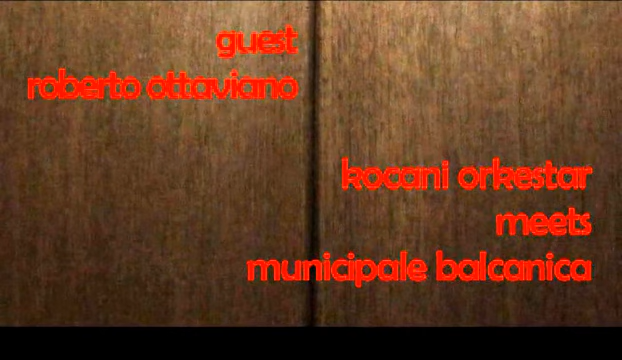 guest
roberto ottaviano
kocani orkestar
meets
municipale balcanica